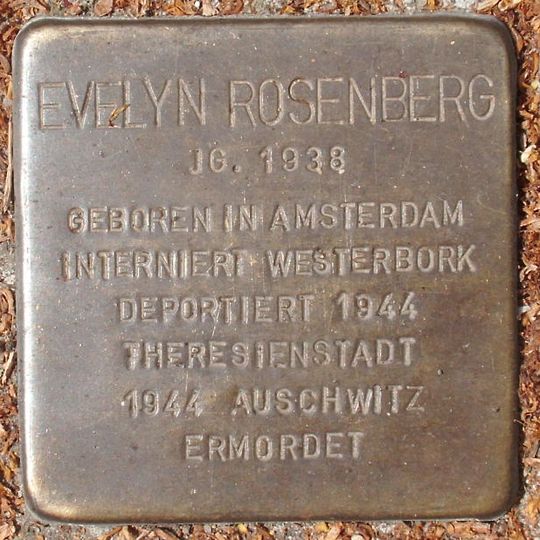 EVELYN ROSENBERG
JG. 1938
GEBOREN IN AMSTERDAM
INTERNIERT WESTERBORK
DEPORTIERT 1944
THERESIENSTADT
1944 AUSCHWITZ
ERMORDET